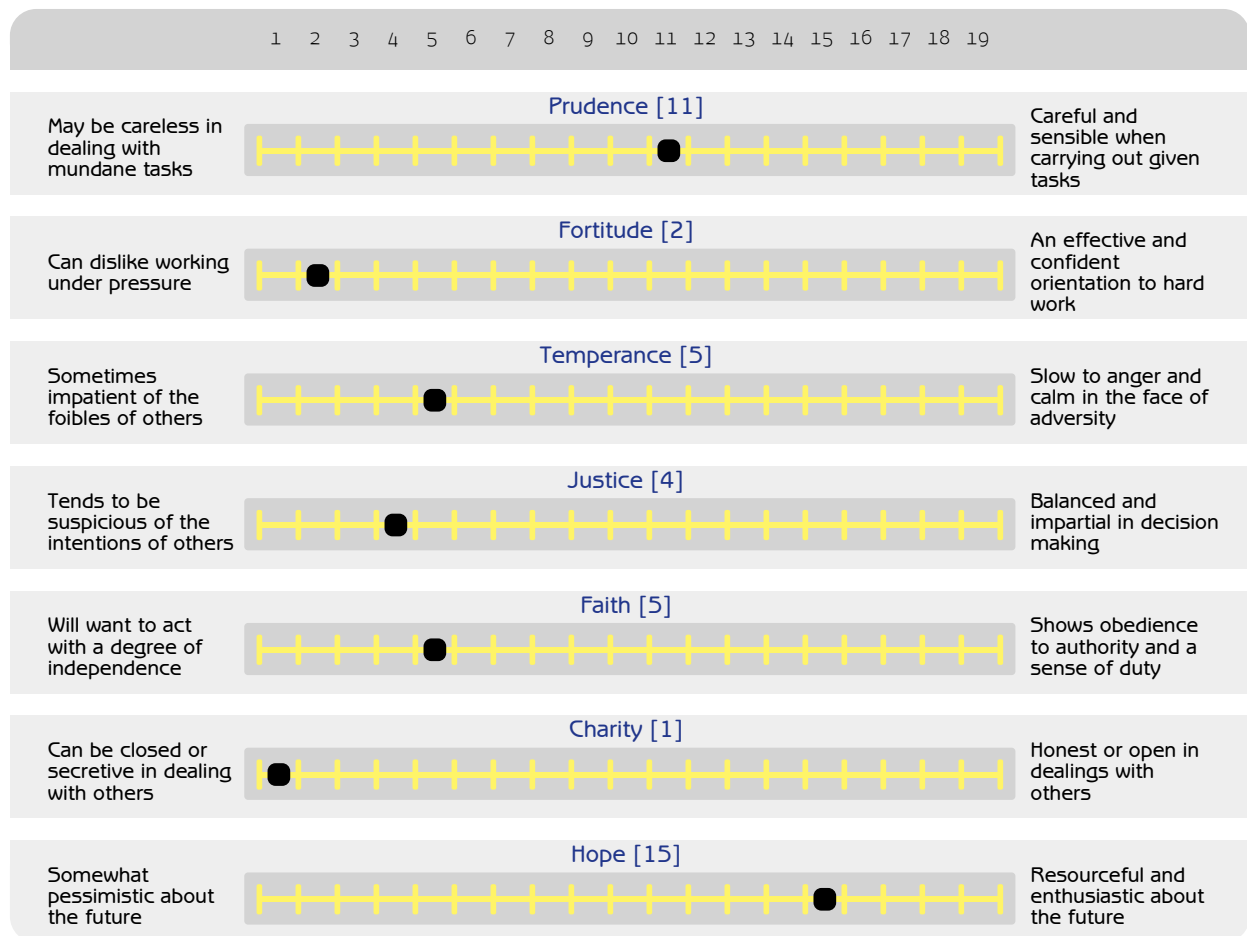 1 2 3 4 5 6 7 8 9 10 11 12 13 14 15 16 17 18 19
Prudence [11]
May be careless in
dealing with
mundane tasks
Careful and
sensible when
carrying out given
tasks
Fortitude [2]
Can dislike working
under pressure
An effective and
confident
orientation to hard
work
Temperance [5]
Sometimes
impatient of the
foibles of others
Slow to anger and
calm in the face of
adversity
Justice [4]
Tends to be
suspicious of the
intentions of others
Balanced and
impartial in decision
making
Faith [5]
Will want to act
with a degree of
independence
Shows obedience
to authority and a
sense of duty
Charity [1]
Can be closed or
secretive in dealing
with others
Honest or open in
dealings with
others
Hope [15]
Somewhat
pessimistic about
the future
Resourceful and
enthusiastic about
the future